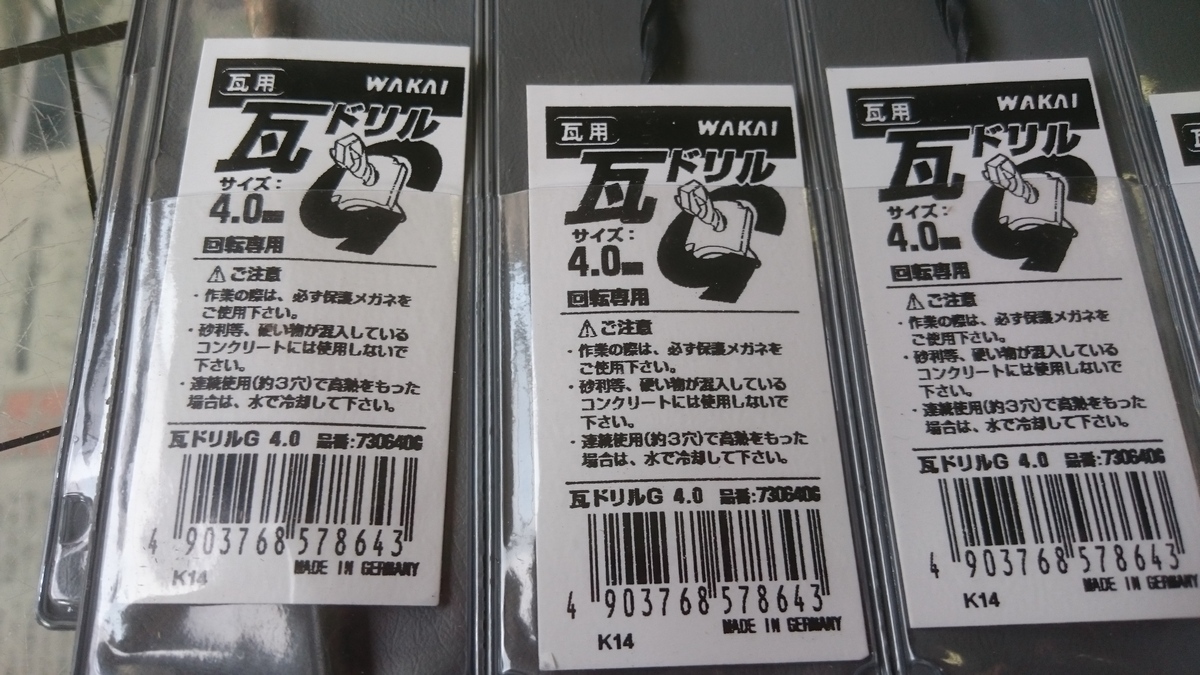 瓦用 WAKAI
瓦ドリル
G
サイズ:
4.0mm
回転専用
⚠ご注意
・作業の際は、必ず保護メガネを
ご使用下さい。
・砂利等、硬い物が混入している
コンクリートには使用しないで
下さい。
・連続使用(約3穴)で高熱をもった
場合は、水で冷却して下さい。
瓦ドリルG 4.0 品番:730640G
4 903768 578643
MADE IN GERMANY
K14
瓦用 WAKAI
瓦ドリル
G
サイズ:
4.0mm
回転専用
⚠ご注意
・作業の際は、必ず保護メガネを
ご使用下さい。
・砂利等、硬い物が混入している
コンクリートには使用しないで
下さい。
・連続使用(約3穴)で高熱をもった
場合は、水で冷却して下さい。
瓦ドリルG 4.0 品番:730640G
4 903768 578643
MADE IN GERMANY
K14
瓦用 WAKAI
瓦ドリル
G
サイズ:
4.0mm
回転専用
⚠ご注意
・作業の際は、必ず保護メガネを
ご使用下さい。
・砂利等、硬い物が混入している
コンクリートには使用しないで
下さい。
・連続使用(約3穴)で高熱をもった
場合は、水で冷却して下さい。
瓦ドリルG 4.0 品番:730640G
4 903768 578643
MADE IN GERMANY
K14